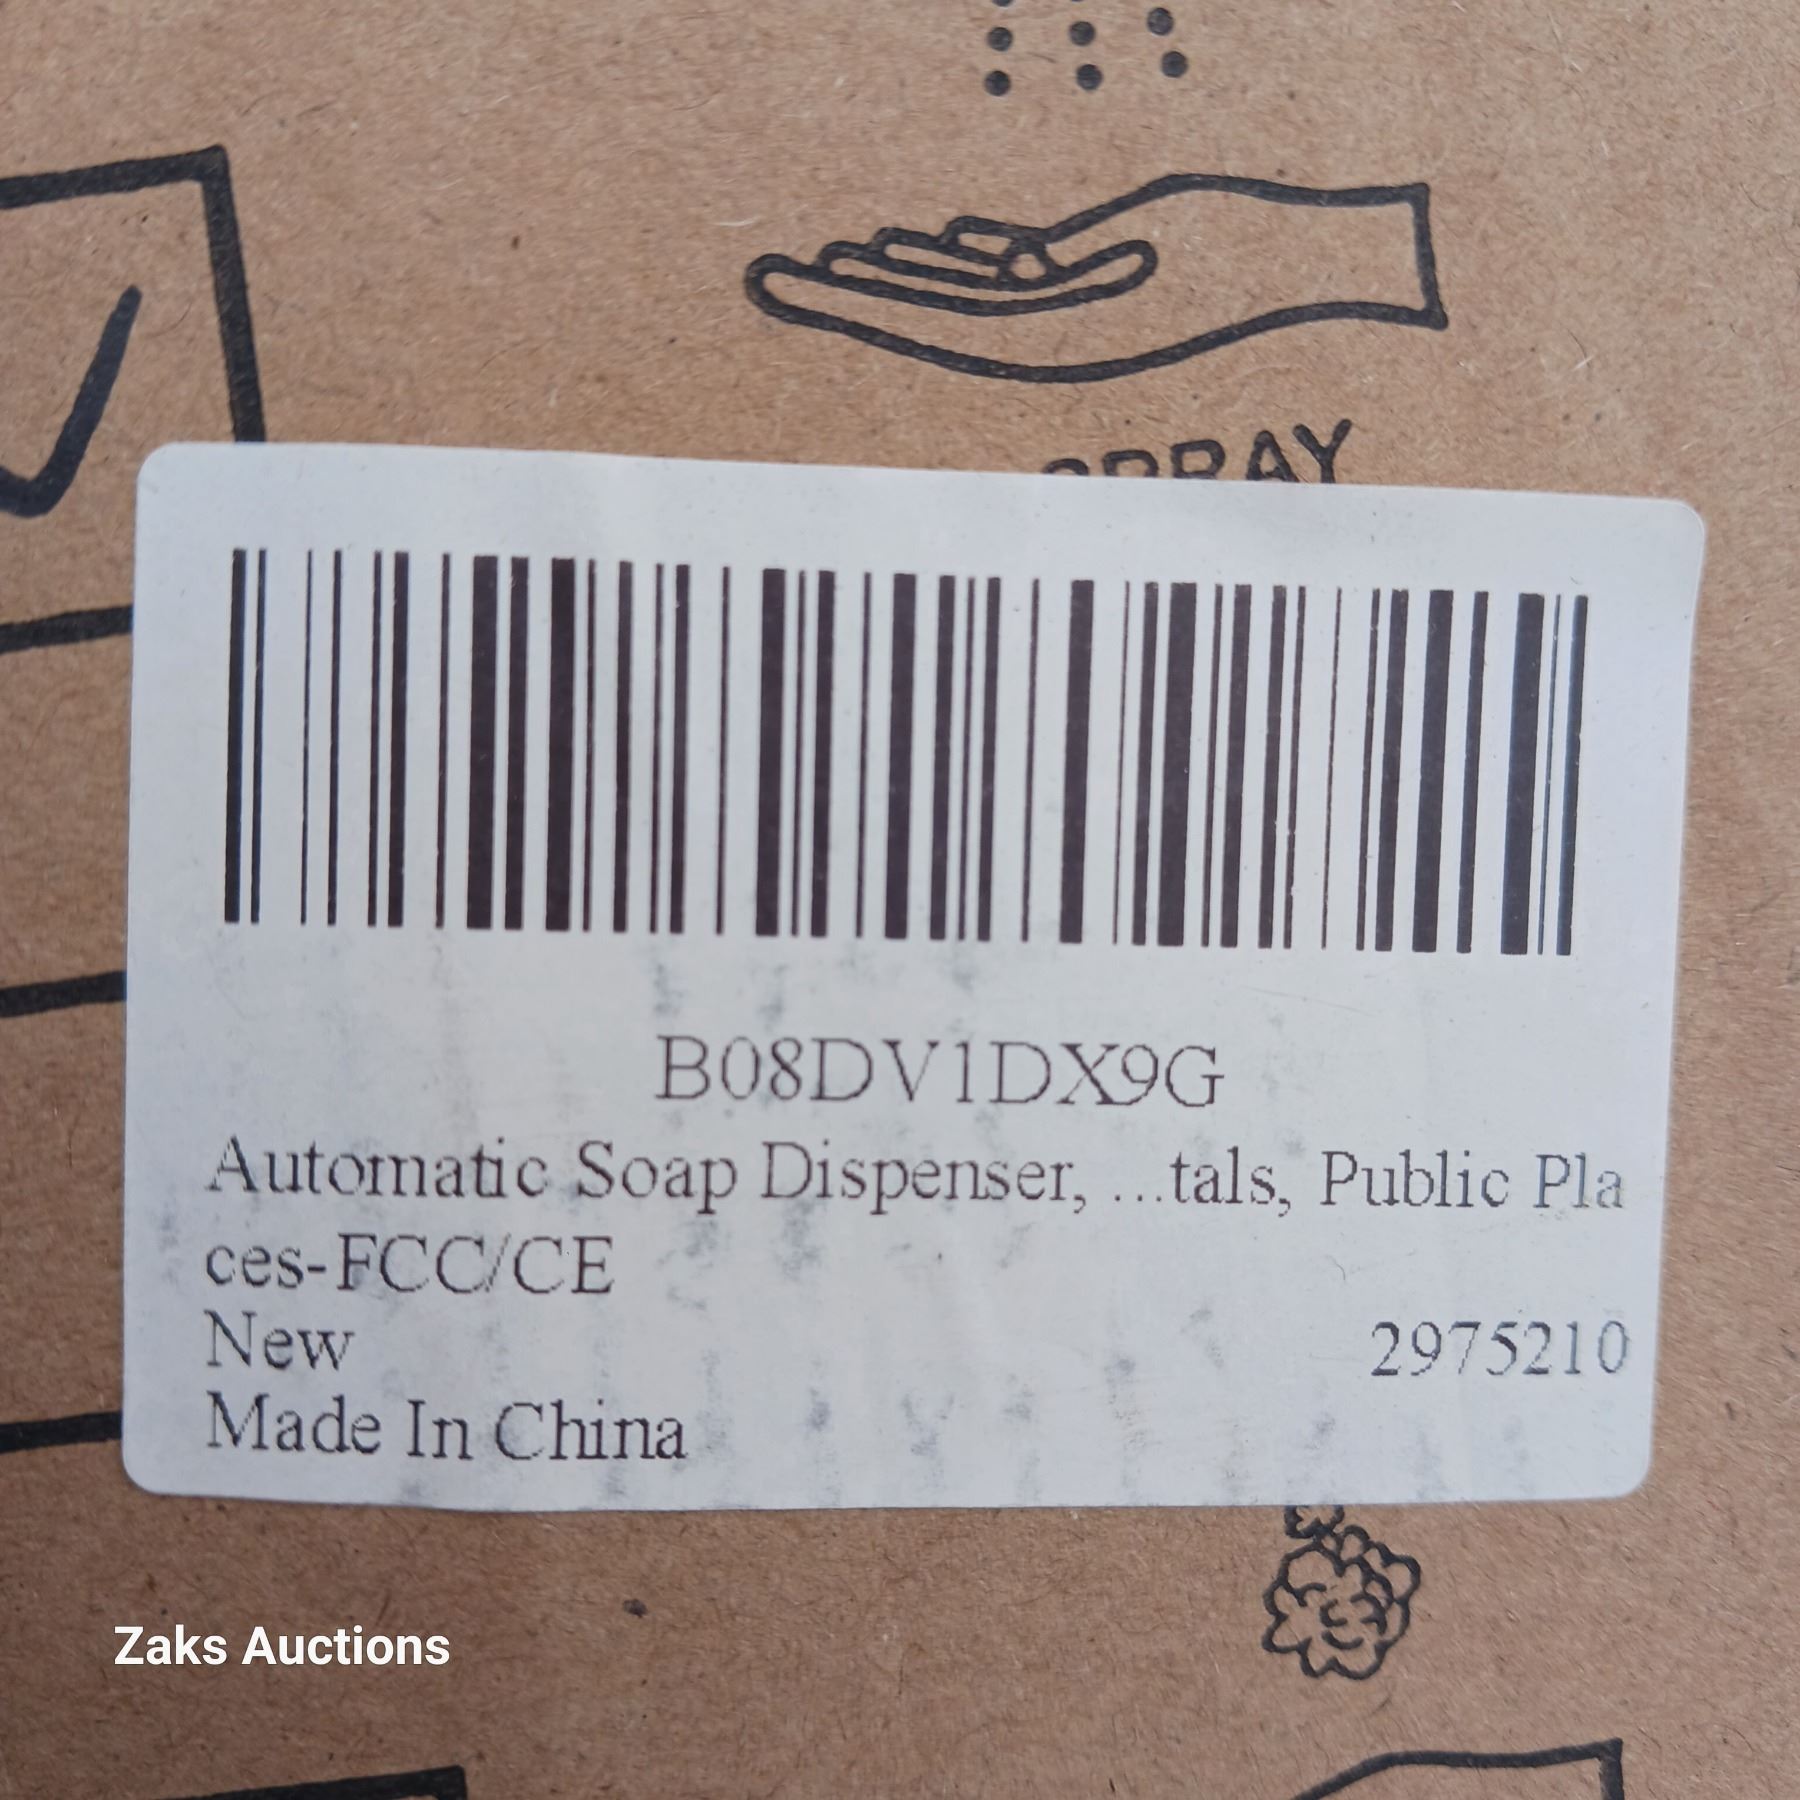 SPRAY
B08DV1DX9G
Automatic Soap Dispenser, ...tals, Public Pla
ces-FCC/CE
New 2975210
Made In China
Zaks Auctions